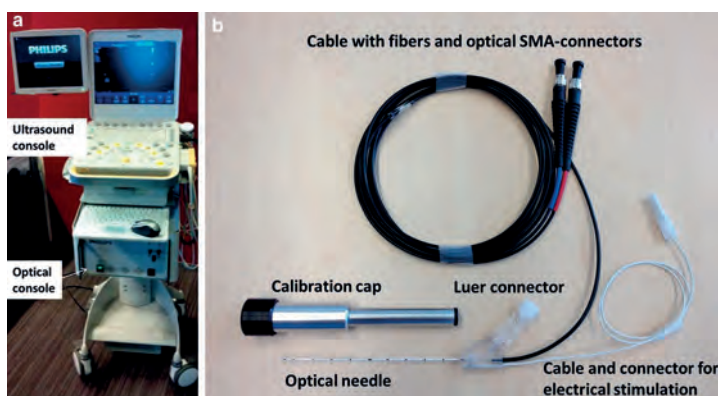 a
PHILIPS
Ultrasound
console
Optical
console
b
Cable with fibers and optical SMA-connectors
Calibration cap
Luer connector
Optical needle
Cable and connector for
electrical stimulation